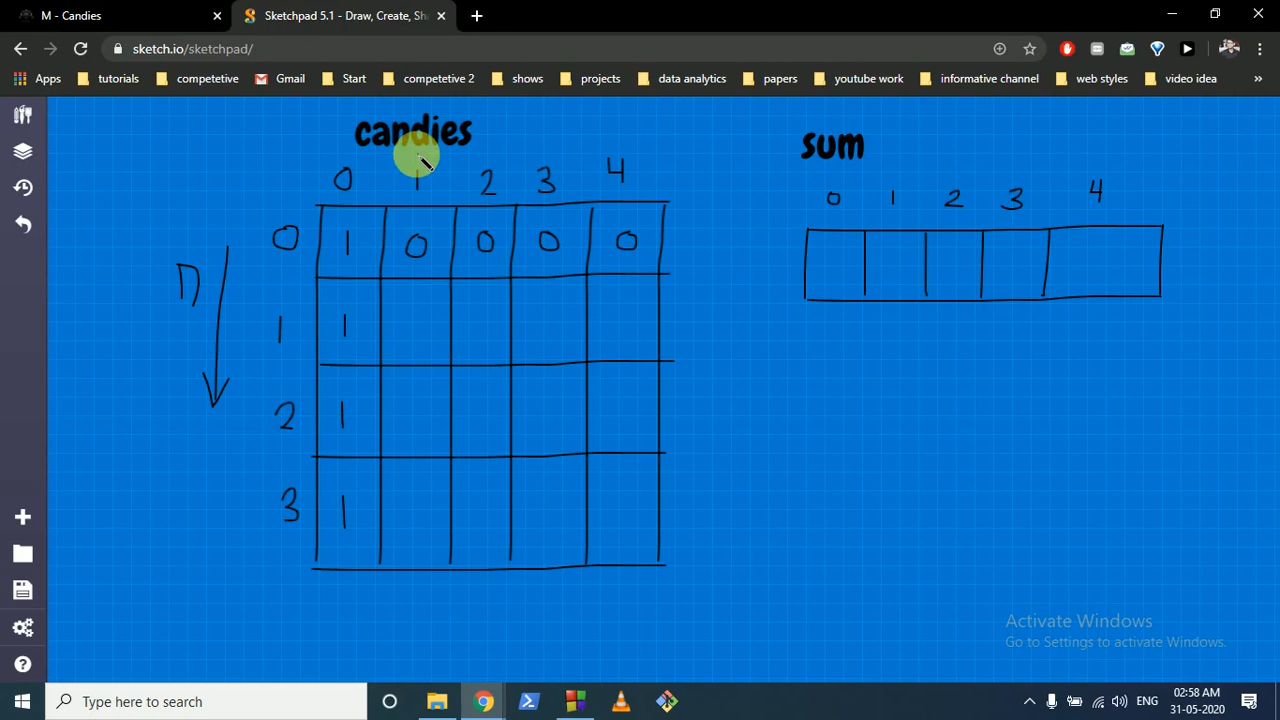 M - Candies
Sketchpad 5.1 - Draw, Create, Sha
sketch.io/sketchpad/
Apps tutorials competetive Gmail Start competetive 2 shows projects data analytics papers youtube work informative channel web styles video idea »
candies
sum
0 1 2 3 4
0 1 2 3 4
0 1 0 0 0 0
n
1 1
2 1
3 1
Activate Windows
Go to Settings to activate Windows.
Type here to search
ENG
02:58 AM
31-05-2020